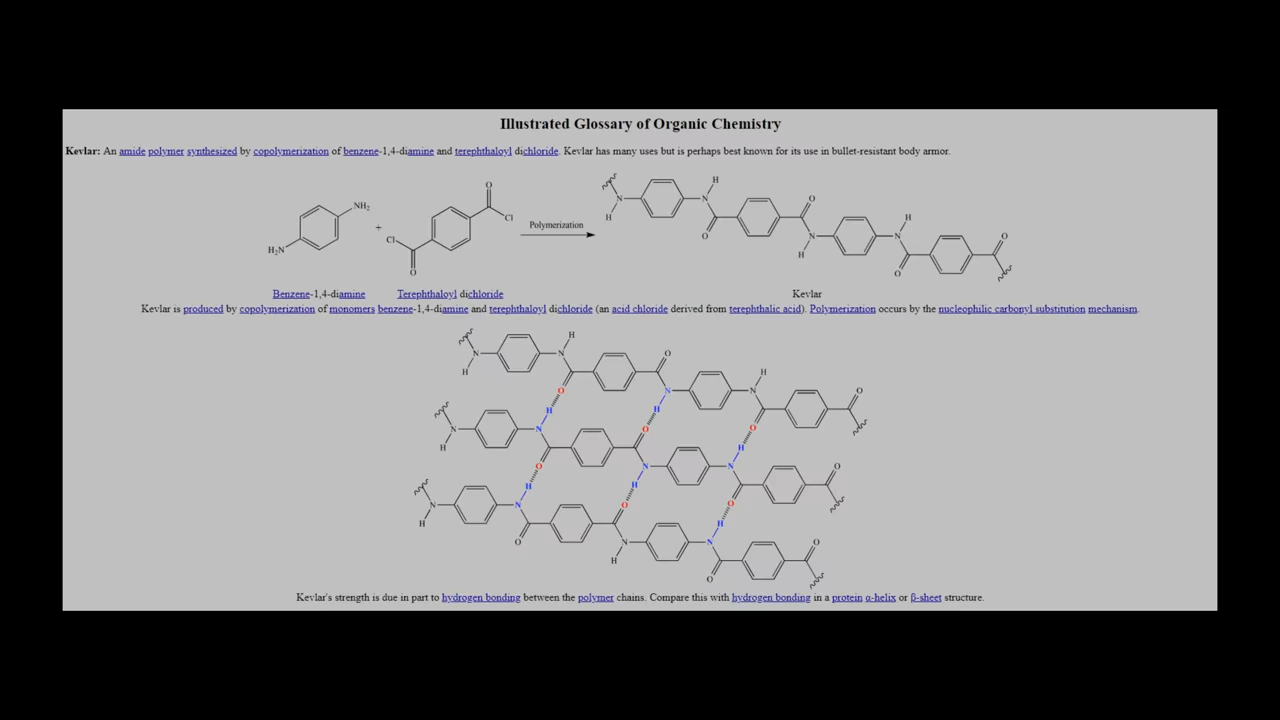 Illustrated Glossary of Organic Chemistry
Kevlar: An amide polymer synthesized by copolymerization of benzene-1,4-diamine and terephthaloyl dichloride. Kevlar has many uses but is perhaps best known for its use in bullet-resistant body armor.
NH₂
H₂N
+
O
Cl
Cl
O
Polymerization
N
H
H
N
O
O
N
H
H
N
O
O
Benzene-1,4-diamine
Terephthaloyl dichloride
Kevlar
Kevlar is produced by copolymerization of monomers benzene-1,4-diamine and terephthaloyl dichloride (an acid chloride derived from terephthalic acid). Polymerization occurs by the nucleophilic carbonyl substitution mechanism.
N
H
H
N
O
O
N
H
H
N
O
O
N
H
H
N
O
O
N
H
H
N
O
O
N
H
H
N
O
O
N
H
H
N
O
O
Kevlar's strength is due in part to hydrogen bonding between the polymer chains. Compare this with hydrogen bonding in a protein α-helix or β-sheet structure.